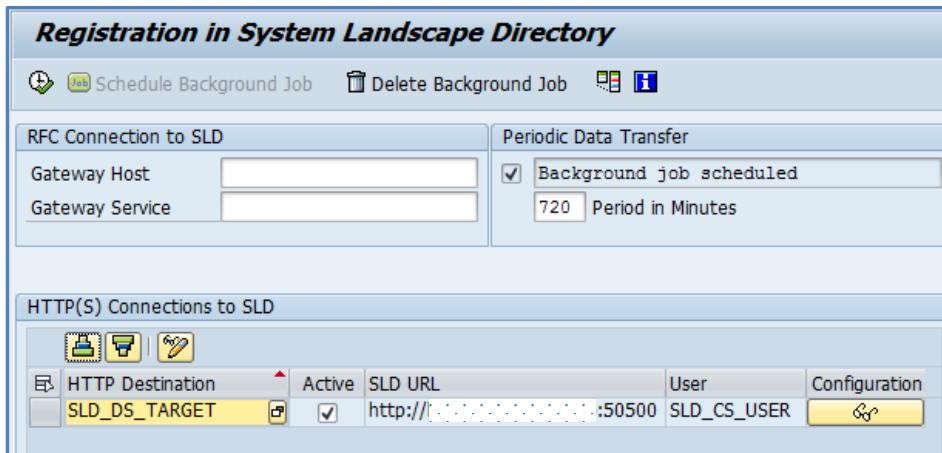 Registration in System Landscape Directory
Job Schedule Background Job Delete Background Job
RFC Connection to SLD
Gateway Host
Gateway Service
Periodic Data Transfer
Background job scheduled
720 Period in Minutes
HTTP(S) Connections to SLD
HTTP Destination Active SLD URL User Configuration
SLD_DS_TARGET http:// :50500 SLD_CS_USER